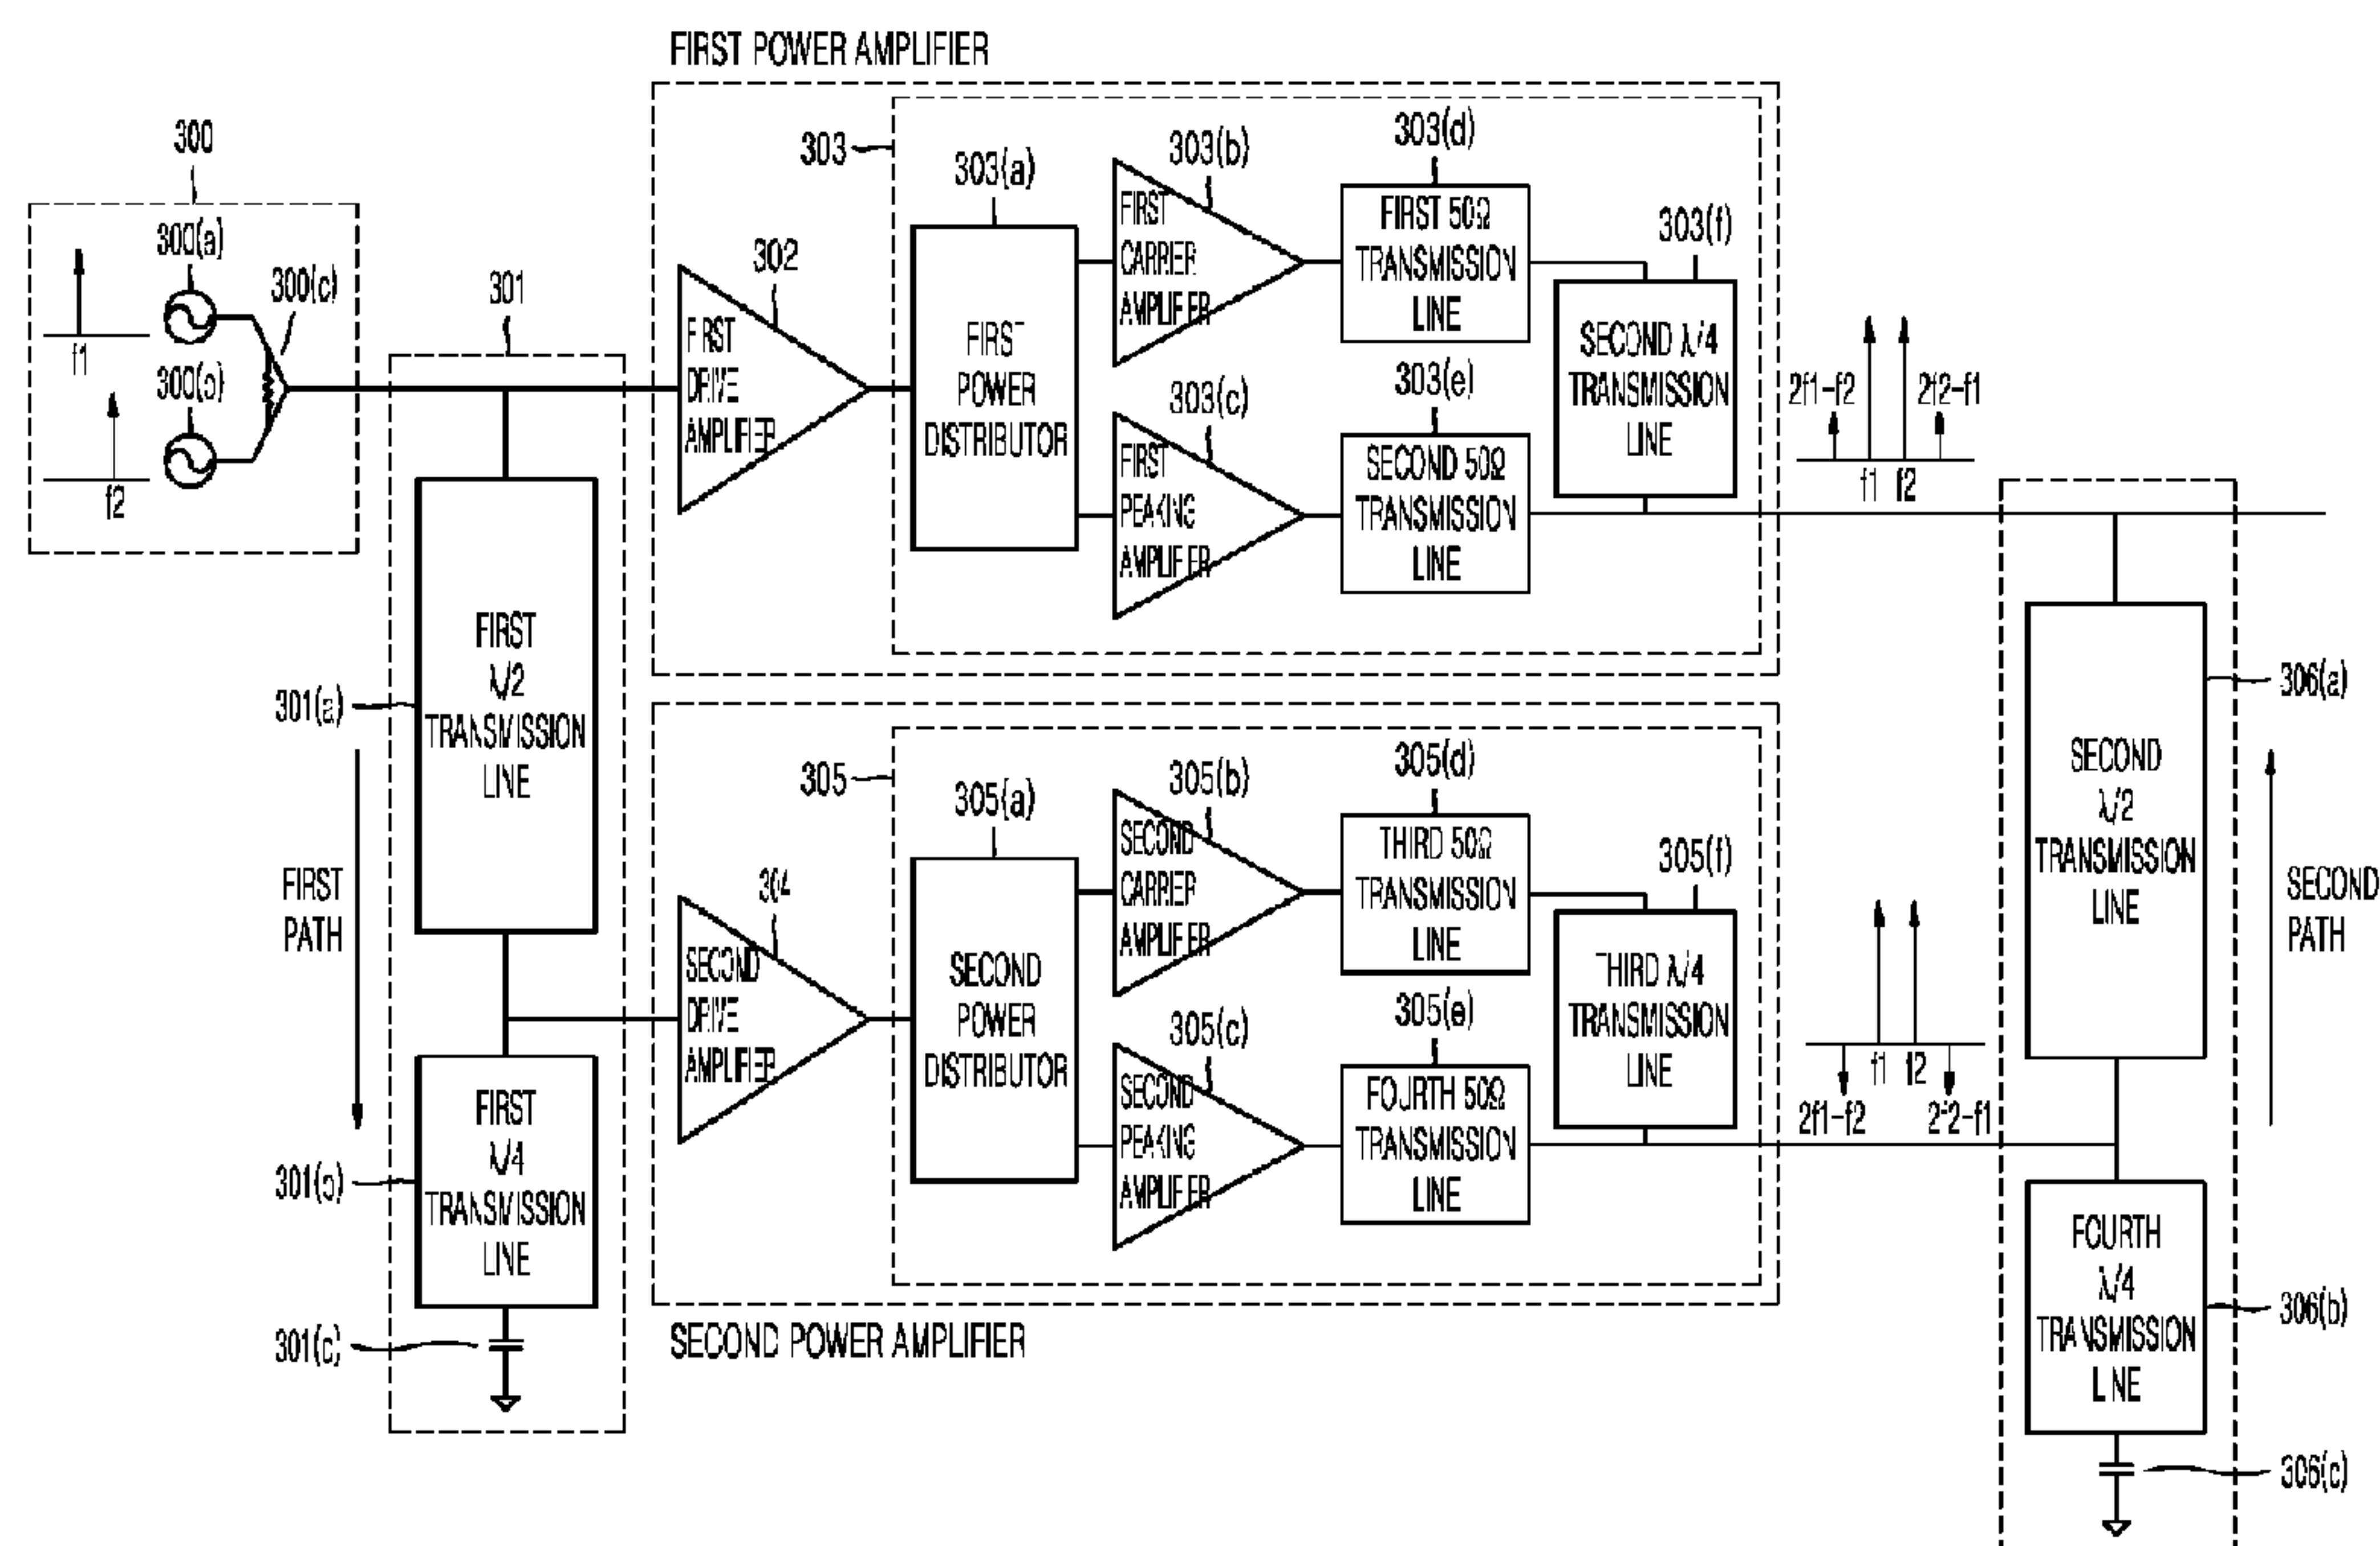 FIRST POWER AMPLIFIER
300
300(a)
300(c)
f1
300(b)
f2
301
302
FIRST
DRIVE
AMPLIFIER
303
303(a)
FIRST
POWER
DISTRIBUTOR
303(b)
FIRST
CARRIER
AMPLIFIER
303(c)
FIRST
PEAKING
AMPLIFIER
303(d)
FIRST 50Ω
TRANSMISSION
LINE
303(e)
SECOND 50Ω
TRANSMISSION
LINE
303(f)
SECOND λ/4
TRANSMISSION
LINE
2f1-f2
2f2-f1
f1 f2
301(a)
FIRST
λ/2
TRANSMISSION
LINE
FIRST
PATH
301(b)
FIRST
λ/4
TRANSMISSION
LINE
301(c)
304
SECOND
DRIVE
AMPLIFIER
305
305(a)
SECOND
POWER
DISTRIBUTOR
305(b)
SECOND
CARRIER
AMPLIFIER
305(c)
SECOND
PEAKING
AMPLIFIER
305(d)
THIRD 50Ω
TRANSMISSION
LINE
305(e)
FOURTH 50Ω
TRANSMISSION
LINE
305(f)
THIRD λ/4
TRANSMISSION
LINE
f1 f2
2f1-f2
2f2-f1
SECOND POWER AMPLIFIER
306(a)
SECOND
λ/2
TRANSMISSION
LINE
SECOND
PATH
FOURTH
λ/4
TRANSMISSION
LINE
306(b)
306(c)